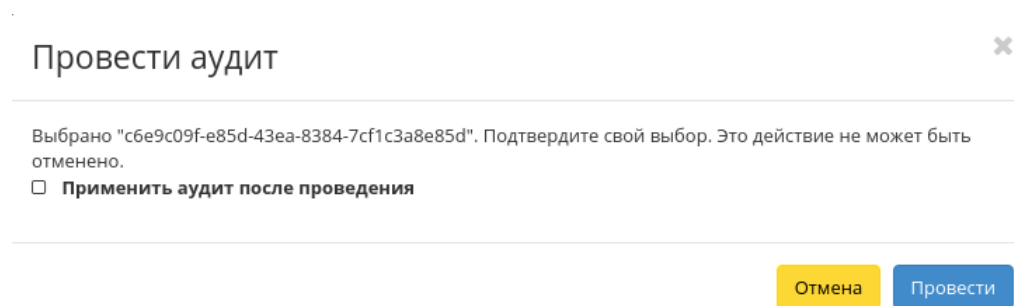 Провести аудит
Выбрано "c6e9c09f-e85d-43ea-8384-7cf1c3a8e85d". Подтвердите свой выбор. Это действие не может быть
отменено.
Применить аудит после проведения
Отмена
Провести